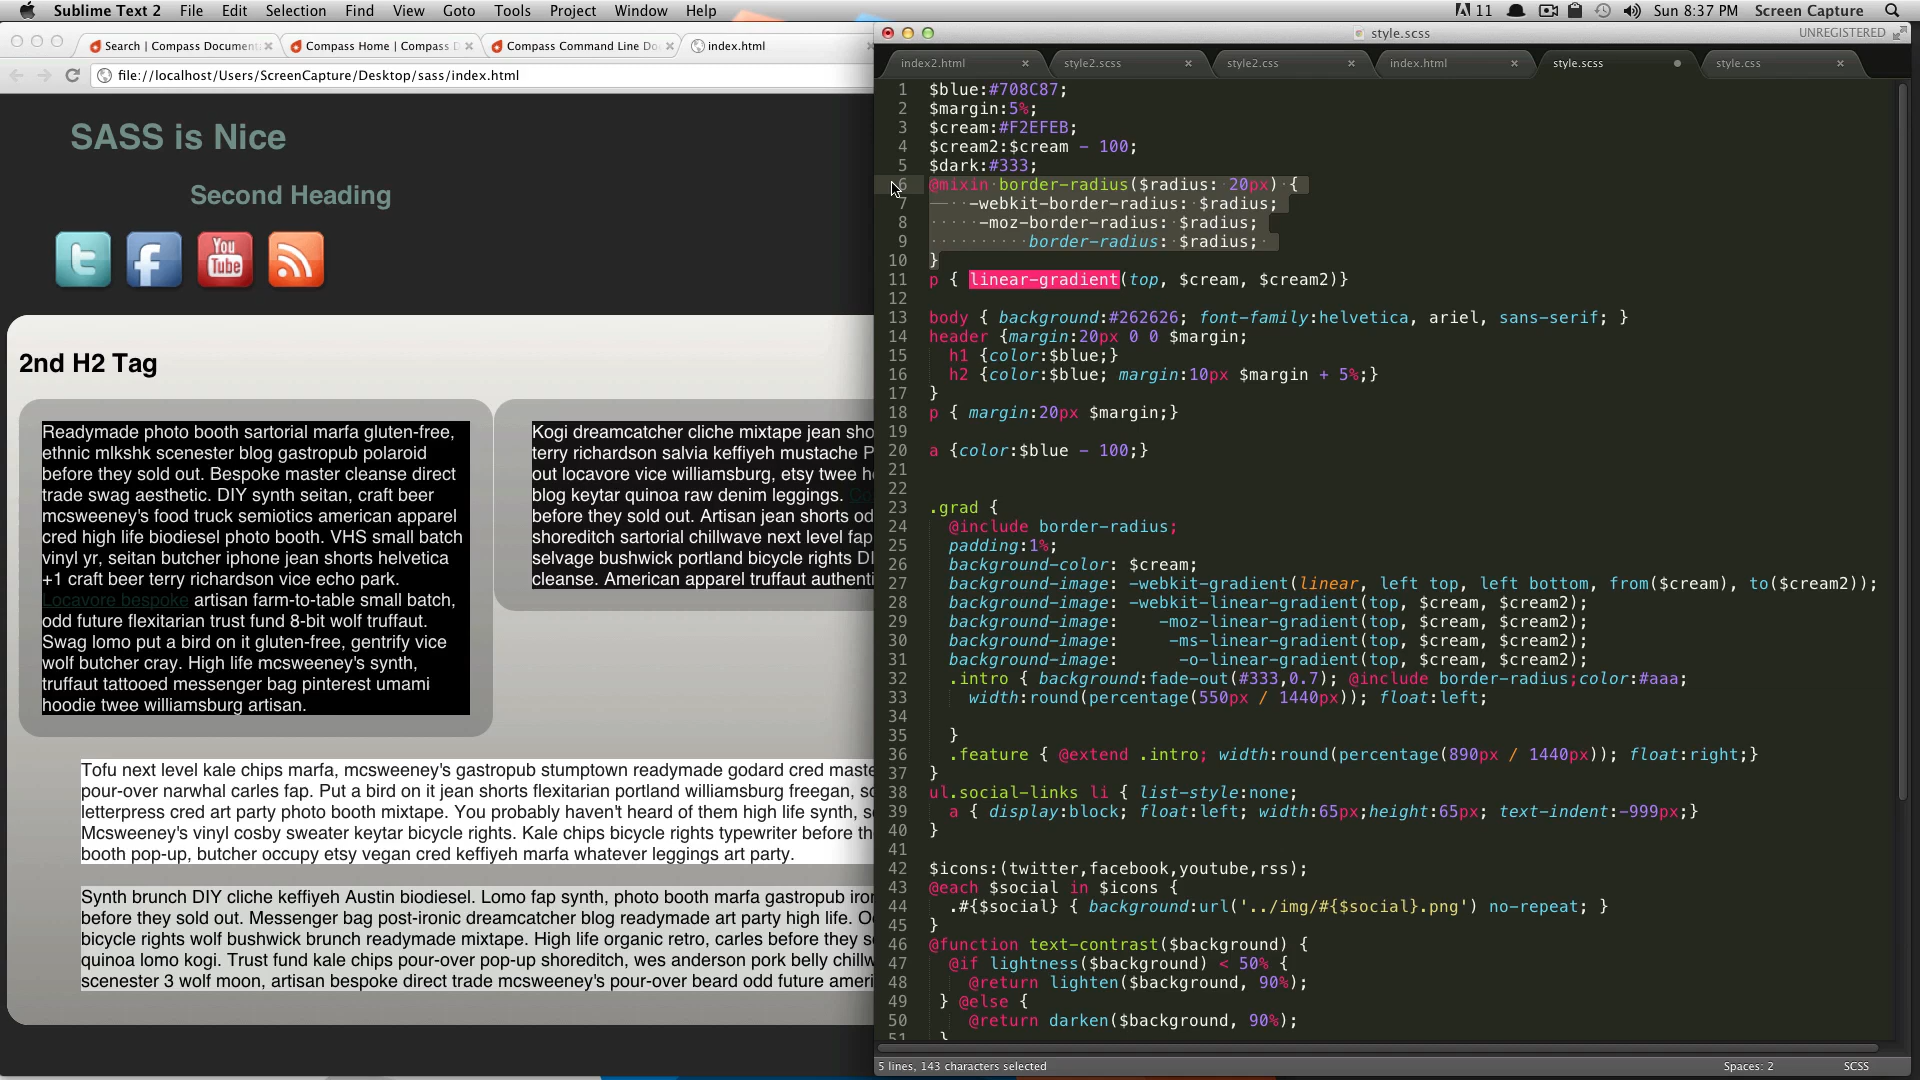 Sublime Text 2 File Edit Selection Find View Goto Tools Project Window Help
11 Sun 8:37 PM Screen Capture
Search | Compass Document
Compass Home | Compass D
Compass Command Line Do
index.html
file://localhost/Users/ScreenCapture/Desktop/sass/index.html
SASS is Nice
Second Heading
You
Tube
2nd H2 Tag
Readymade photo booth sartorial marfa gluten-free,
ethnic mlkshk scenester blog gastropub polaroid
before they sold out. Bespoke master cleanse direct
trade swag aesthetic. DIY synth seitan, craft beer
mcsweeney's food truck semiotics american apparel
cred high life biodiesel photo booth. VHS small batch
vinyl yr, seitan butcher iphone jean shorts helvetica
+1 craft beer terry richardson vice echo park.
Locavore bespoke artisan farm-to-table small batch,
odd future flexitarian trust fund 8-bit wolf truffaut.
Swag lomo put a bird on it gluten-free, gentrify vice
wolf butcher cray. High life mcsweeney's synth,
truffaut tattooed messenger bag pinterest umami
hoodie twee williamsburg artisan.
Kogi dreamcatcher cliche mixtape jean sho
terry richardson salvia keffiyeh mustache P
out locavore vice williamsburg, etsy twee h
blog keytar quinoa raw denim leggings.
before they sold out. Artisan jean shorts od
shoreditch sartorial chillwave next level fap
selvage bushwick portland bicycle rights DI
cleanse. American apparel truffaut authenti
Tofu next level kale chips marfa, mcsweeney's gastropub stumptown readymade godard cred maste
pour-over narwhal carles fap. Put a bird on it jean shorts flexitarian portland williamsburg freegan, sc
letterpress cred art party photo booth mixtape. You probably haven't heard of them high life synth, s
Mcsweeney's vinyl cosby sweater keytar bicycle rights. Kale chips bicycle rights typewriter before th
booth pop-up, butcher occupy etsy vegan cred keffiyeh marfa whatever leggings art party.
Synth brunch DIY cliche keffiyeh Austin biodiesel. Lomo fap synth, photo booth marfa gastropub iron
before they sold out. Messenger bag post-ironic dreamcatcher blog readymade art party high life. O
bicycle rights wolf bushwick brunch readymade mixtape. High life organic retro, carles before they s
quinoa lomo kogi. Trust fund kale chips pour-over pop-up shoreditch, wes anderson pork belly chillw
scenester 3 wolf moon, artisan bespoke direct trade mcsweeney's pour-over beard odd future ameri
style.scss
UNREGISTERED
index2.html
style2.scss
style2.css
index.html
style.scss
style.css
1 $blue:#708C87;
2 $margin:5%;
3 $cream:#F2EFEB;
4 $cream2:$cream - 100;
5 $dark:#333;
6 @mixin border-radius($radius: 20px) {
7 -webkit-border-radius: $radius;
8 -moz-border-radius: $radius;
9 border-radius: $radius;
10 }
11 p { linear-gradient(top, $cream, $cream2)}
12
13 body { background:#262626; font-family:helvetica, ariel, sans-serif; }
14 header {margin:20px 0 0 $margin;
15 h1 {color:$blue;}
16 h2 {color:$blue; margin:10px $margin + 5%;}
17 }
18 p { margin:20px $margin;}
19
20 a {color:$blue - 100;}
21
22
23 .grad {
24 @include border-radius;
25 padding:1%;
26 background-color: $cream;
27 background-image: -webkit-gradient(linear, left top, left bottom, from($cream), to($cream2));
28 background-image: -webkit-linear-gradient(top, $cream, $cream2);
29 background-image: -moz-linear-gradient(top, $cream, $cream2);
30 background-image: -ms-linear-gradient(top, $cream, $cream2);
31 background-image: -o-linear-gradient(top, $cream, $cream2);
32 .intro { background:fade-out(#333,0.7); @include border-radius;color:#aaa;
33 width:round(percentage(550px / 1440px)); float:left;
34
35 }
36 .feature { @extend .intro; width:round(percentage(890px / 1440px)); float:right;}
37 }
38 ul.social-links li { list-style:none;
39 a { display:block; float:left; width:65px;height:65px; text-indent:-999px;}
40 }
41
42 $icons:(twitter,facebook,youtube,rss);
43 @each $social in $icons {
44 .#{$social} { background:url('../img/#{$social}.png') no-repeat; }
45 }
46 @function text-contrast($background) {
47 @if lightness($background) < 50% {
48 @return lighten($background, 90%);
49 } @else {
50 @return darken($background, 90%);
51 }
5 lines, 143 characters selected
Spaces: 2
SCSS